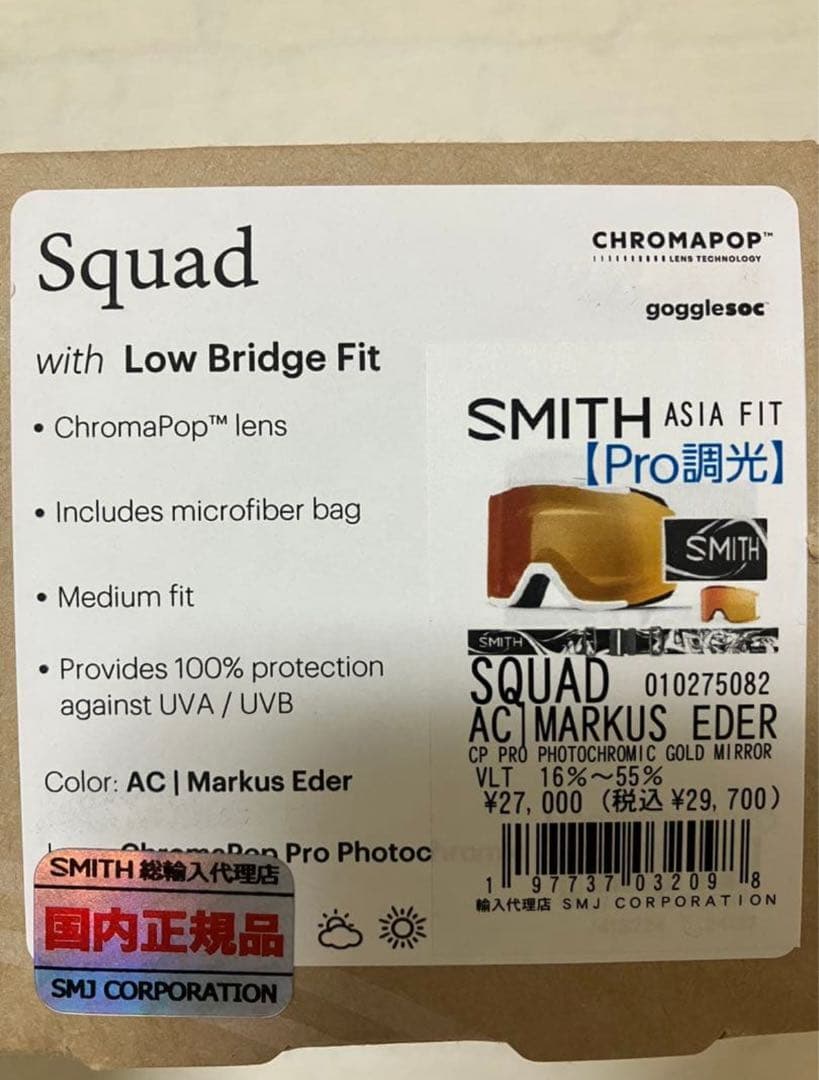 Squad
with Low Bridge Fit
• ChromaPop™ lens
• Includes microfiber bag
• Medium fit
• Provides 100% protection
against UVA / UVB
Color: AC | Markus Eder
ChromaPop Pro Photoc
SMITH 総輸入代理店
国内正規品
SMJ CORPORATION
CHROMAPOP™
LENS TECHNOLOGY
gogglesoc
SMITH ASIA FIT
【Pro調光】
SMITH
SMITH
SQUAD 010275082
AC|MARKUS EDER
CP PRO PHOTOCHROMIC GOLD MIRROR
VLT 16%～55%
¥27,000 (税込 ¥29,700)
1 97737 03209 8
輸入代理店 SMJ CORPORATION